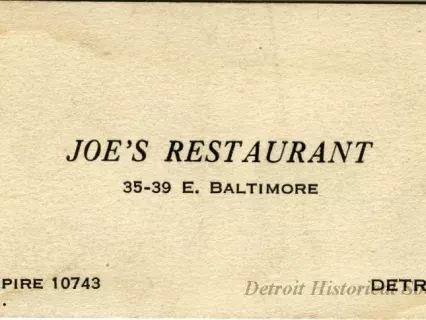 JOE'S RESTAURANT
35-39 E. BALTIMORE
PIRE 10743
DETR
Detroit Historical